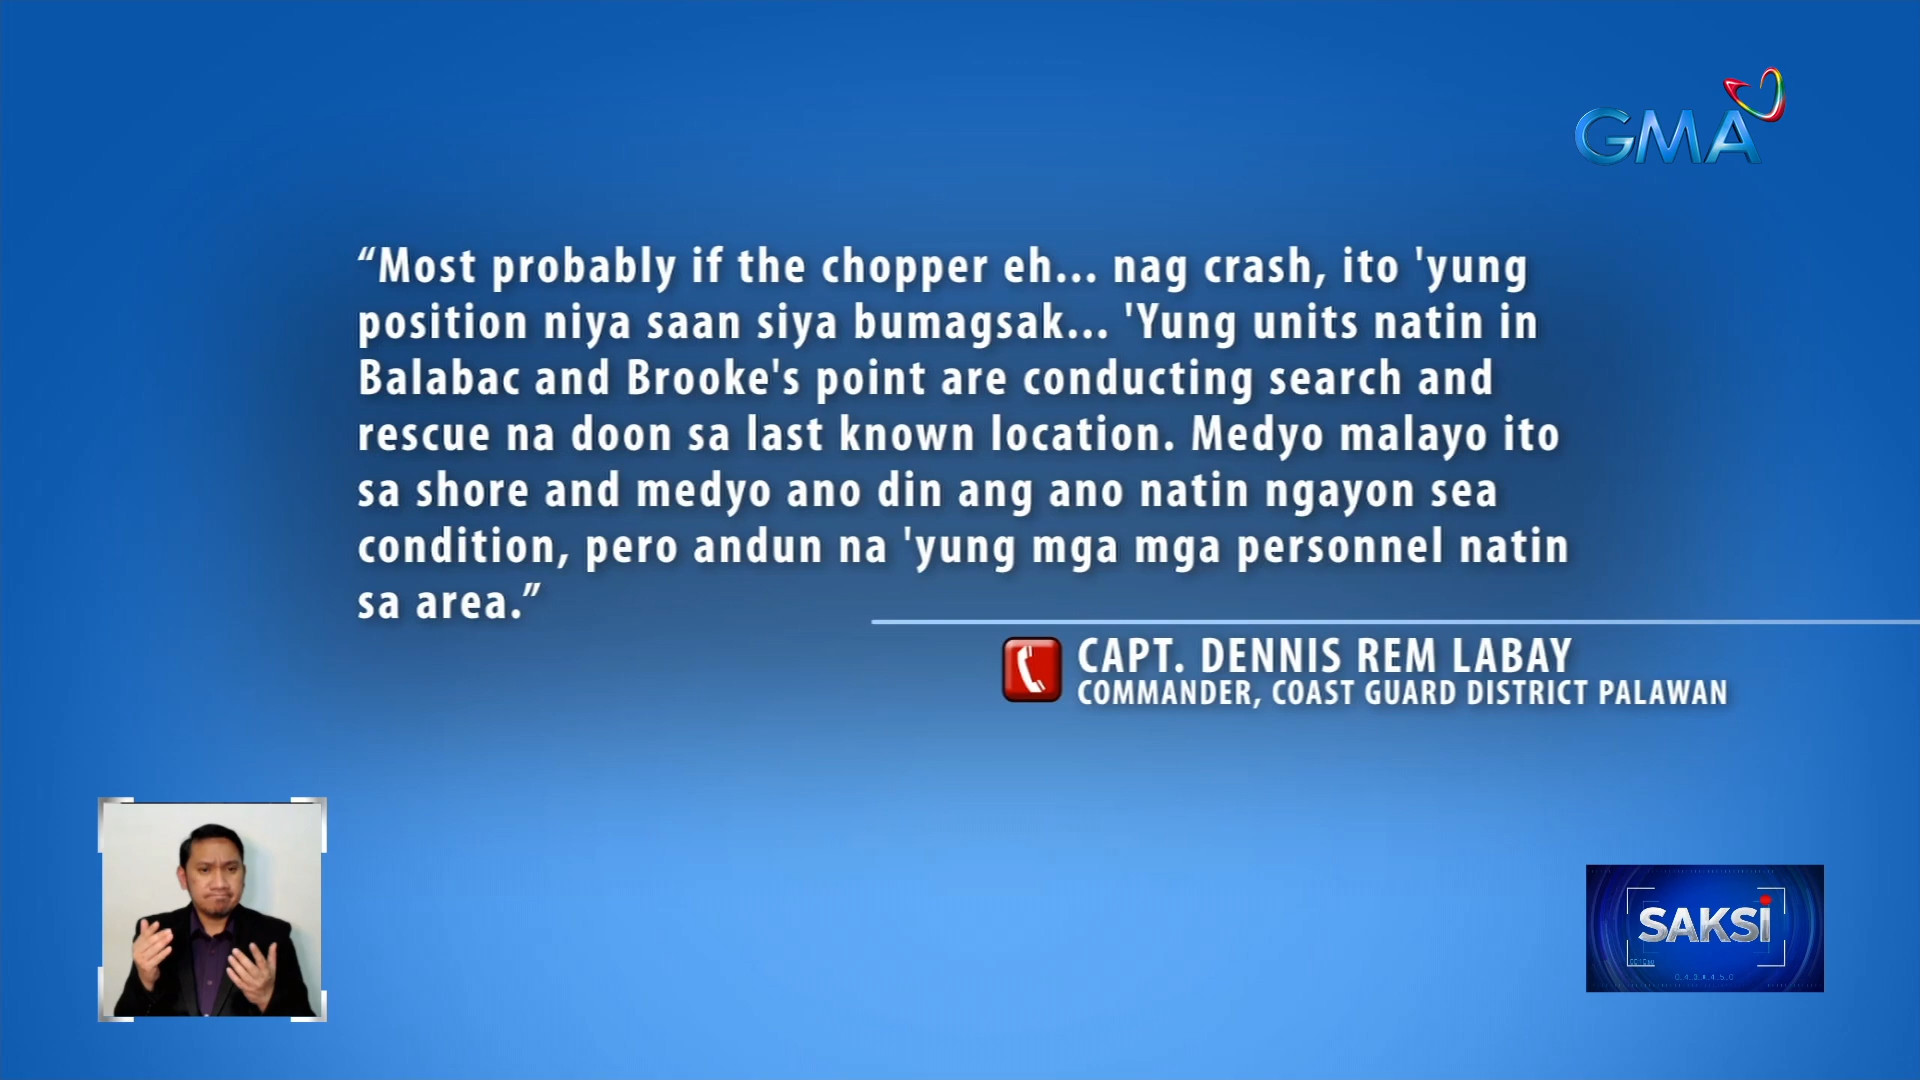 GMA
“Most probably if the chopper eh... nag crash, ito 'yung
position niya saan siya bumagsak... 'Yung units natin in
Balabac and Brooke's point are conducting search and
rescue na doon sa last known location. Medyo malayo ito
sa shore and medyo ano din ang ano natin ngayon sea
condition, pero andun na 'yung mga mga personnel natin
sa area.”
CAPT. DENNIS REM LABAY
COMMANDER, COAST GUARD DISTRICT PALAWAN
SAKSI